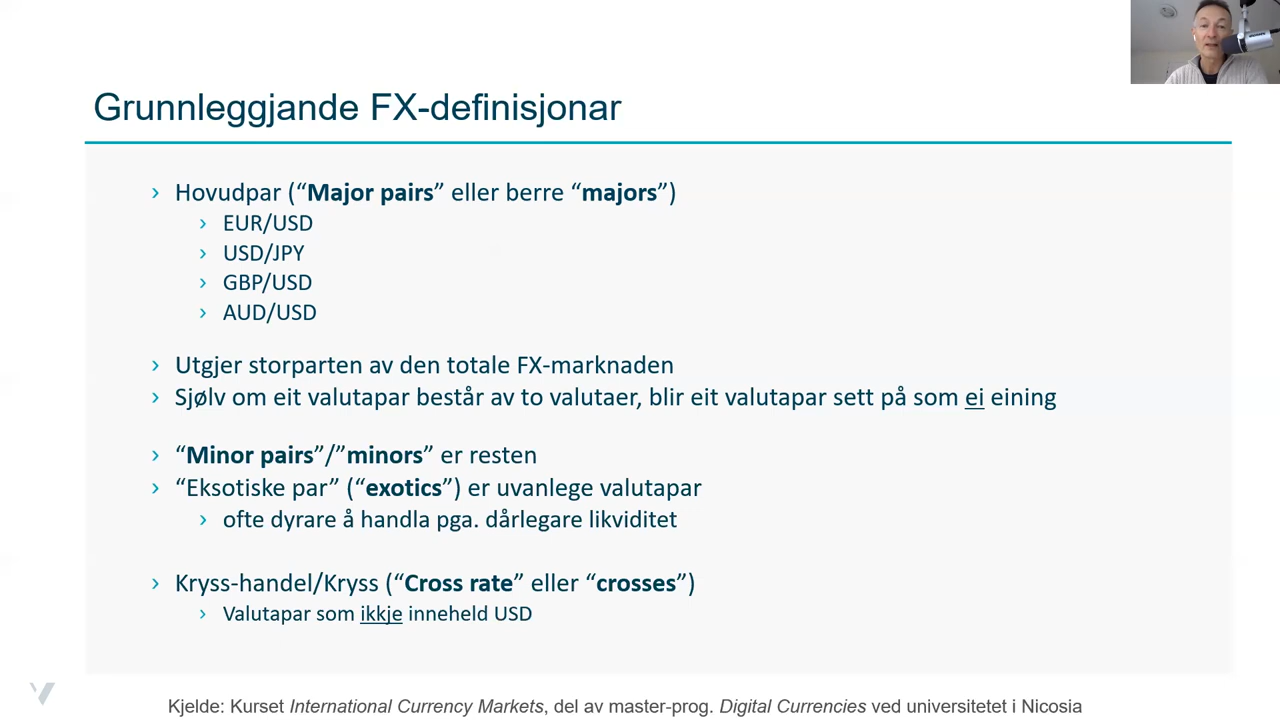 Grunnleggjande FX-definisjonar
› Hovudpar (“Major pairs” eller berre “majors”)
› EUR/USD
› USD/JPY
› GBP/USD
› AUD/USD
› Utgjer storparten av den totale FX-marknaden
› Sjølv om eit valutapar består av to valutaer, blir eit valutapar sett på som ei eining
› “Minor pairs”/”minors” er resten
› “Eksotiske par” (“exotics”) er uvanlege valutapar
› ofte dyrare å handla pga. dårlegare likviditet
› Kryss-handel/Kryss (“Cross rate” eller “crosses”)
› Valutapar som ikkje inneheld USD
Kjelde: Kurset International Currency Markets, del av master-prog. Digital Currencies ved universitetet i Nicosia